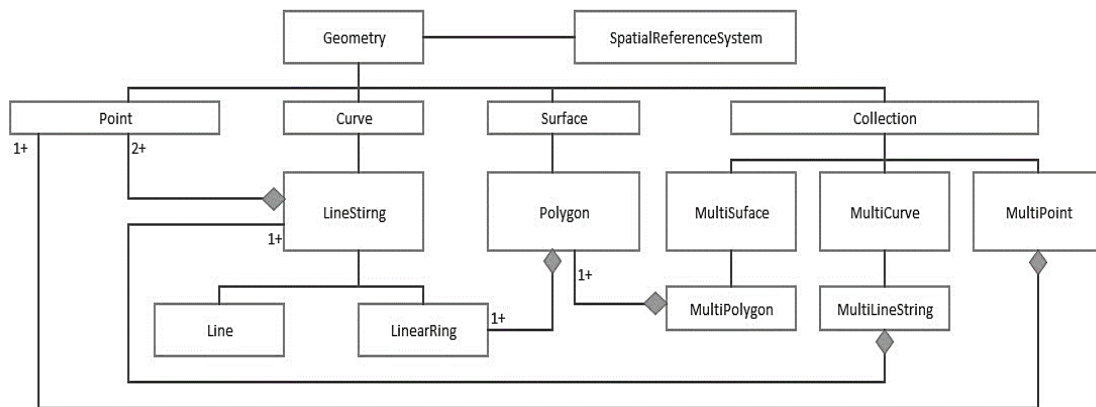 Geometry
SpatialReferenceSystem
Point
Curve
Surface
Collection
1+
2+
LineStirng
Polygon
MultiSuface
MultiCurve
MultiPoint
1+
1+
Line
LinearRing
1+
MultiPolygon
MultiLineString